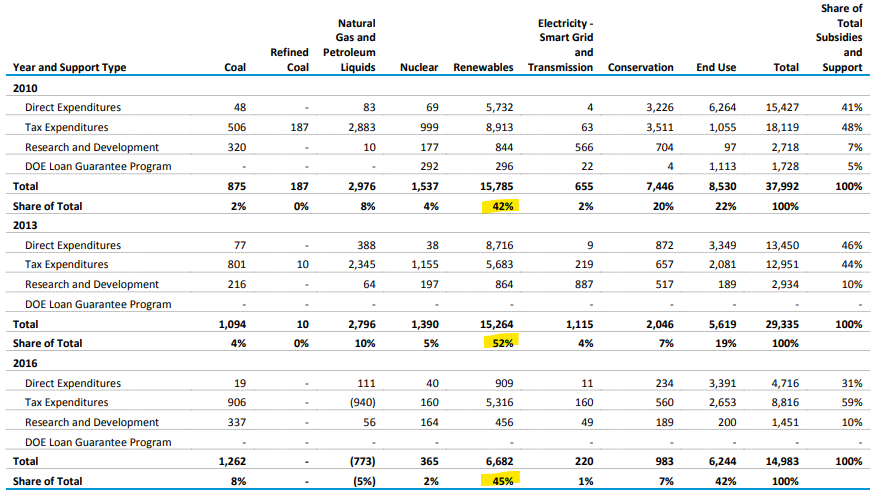 Share of
Natural Electricity - Total
Gas and Smart Grid Subsidies
Refined Petroleum and and
Year and Support Type Coal Coal Liquids Nuclear Renewables Transmission Conservation End Use Total Support
2010
Direct Expenditures 48 - 83 69 5,732 4 3,226 6,264 15,427 41%
Tax Expenditures 506 187 2,883 999 8,913 63 3,511 1,055 18,119 48%
Research and Development 320 - 10 177 844 566 704 97 2,718 7%
DOE Loan Guarantee Program - - - 292 296 22 4 1,113 1,728 5%
Total 875 187 2,976 1,537 15,785 655 7,446 8,530 37,992 100%
Share of Total 2% 0% 8% 4% 42% 2% 20% 22% 100%
2013
Direct Expenditures 77 - 388 38 8,716 9 872 3,349 13,450 46%
Tax Expenditures 801 10 2,345 1,155 5,683 219 657 2,081 12,951 44%
Research and Development 216 - 64 197 864 887 517 189 2,934 10%
DOE Loan Guarantee Program - - - - - - - - - -
Total 1,094 10 2,796 1,390 15,264 1,115 2,046 5,619 29,335 100%
Share of Total 4% 0% 10% 5% 52% 4% 7% 19% 100%
2016
Direct Expenditures 19 - 111 40 909 11 234 3,391 4,716 31%
Tax Expenditures 906 - (940) 160 5,316 160 560 2,653 8,816 59%
Research and Development 337 - 56 164 456 49 189 200 1,451 10%
DOE Loan Guarantee Program - - - - - - - - - -
Total 1,262 - (773) 365 6,682 220 983 6,244 14,983 100%
Share of Total 8% - (5%) 2% 45% 1% 7% 42% 100%